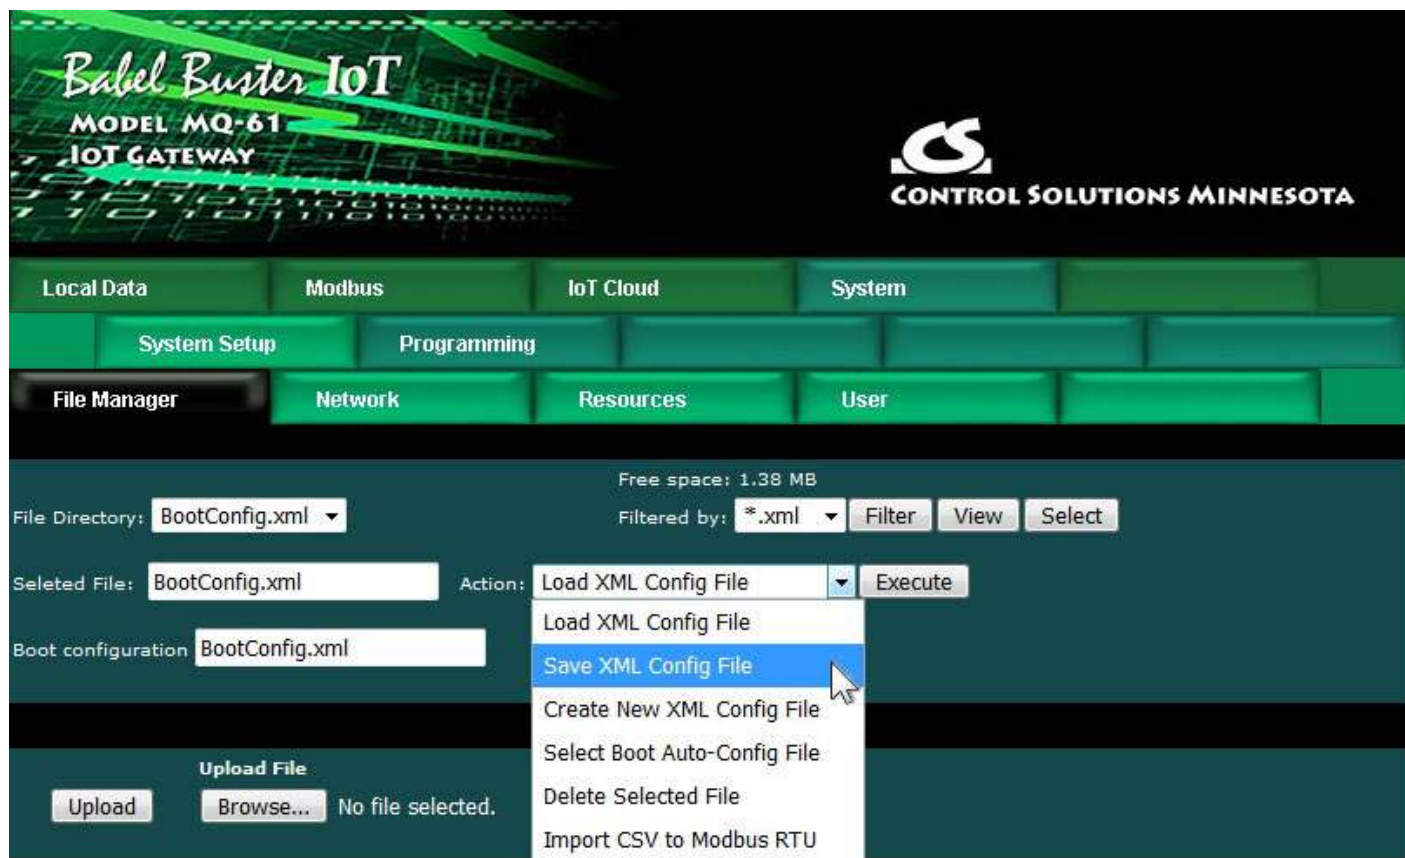 Babel Buster IoT
MODEL MQ-61
IOT GATEWAY
CS
CONTROL SOLUTIONS MINNESOTA
Local Data Modbus IoT Cloud System
System Setup Programming
File Manager Network Resources User
Free space: 1.38 MB
File Directory: BootConfig.xml Filtered by: *.xml Filter View Select
Seleted File: BootConfig.xml Action: Load XML Config File Execute
Load XML Config File
Boot configuration BootConfig.xml
Save XML Config File
Create New XML Config File
Select Boot Auto-Config File
Upload File
Upload Browse... No file selected.
Delete Selected File
Import CSV to Modbus RTU